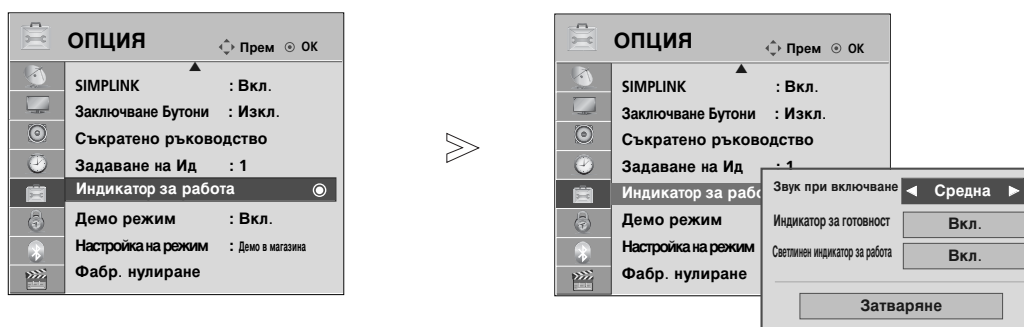 ОПЦИЯ
Прем ОК
SIMPLINK : Вкл.
Заключване Бутони : Изкл.
Съкратено ръководство
Задаване на Ид : 1
Индикатор за работа
Демо режим : Вкл.
Настройка на режим : Демо в магазина
Фабр. нулиране
ОПЦИЯ
Прем ОК
SIMPLINK : Вкл.
Заключване Бутони : Изкл.
Съкратено ръководство
Задаване на Ид : 1
Индикатор за рабо
Демо режим
Настройка на режим
Фабр. нулиране
Звук при включване ◄ Средна ►
Индикатор за готовност Вкл.
Светлинен индикатор за работа Вкл.
Затваряне